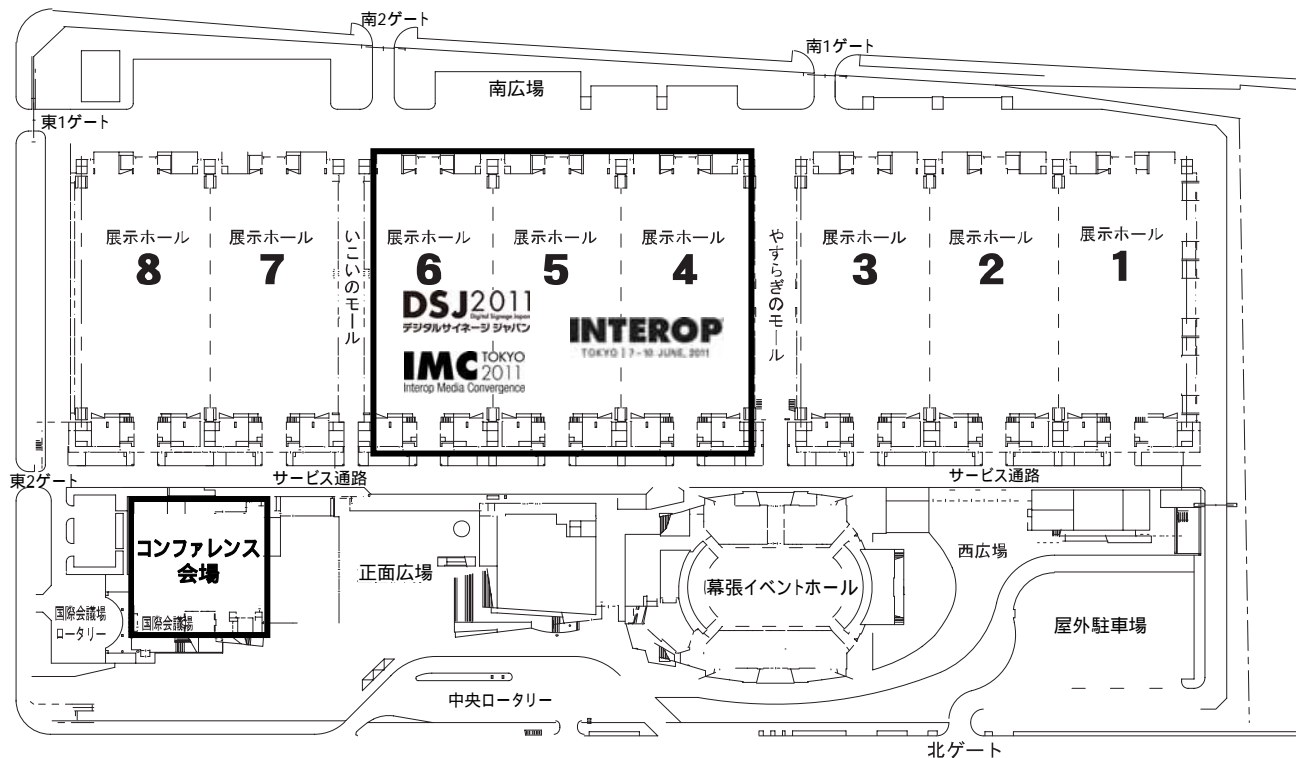 南2ゲート
南1ゲート
南広場
東1ゲート
展示ホール
8
展示ホール
7
いこいのモール
展示ホール
6
展示ホール
5
展示ホール
4
やすらぎのモール
展示ホール
3
展示ホール
2
展示ホール
1
DSJ2011
Digital Signage Japan
デジタルサイネージ ジャパン
IMC TOKYO 2011
Interop Media Convergence
INTEROP
TOKYO | 7 - 10 JUNE, 2011
東2ゲート
サービス通路
サービス通路
コンファレンス
会場
国際会議場
国際会議場
ロータリー
正面広場
幕張イベントホール
西広場
屋外駐車場
中央ロータリー
北ゲート